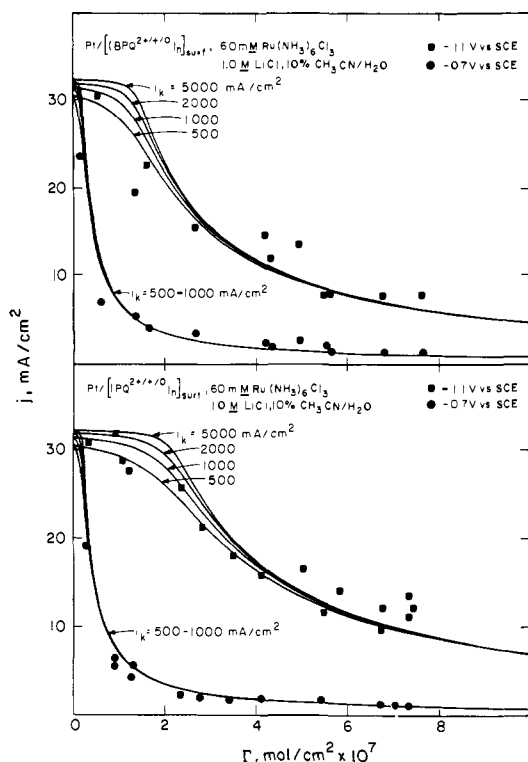 Pt/[(BPQ2+/+/0)n]surf, 60 mM Ru(NH3)6Cl3
1.0 M LiCl, 10% CH3CN/H2O
■ -1.1 V vs SCE
● -0.7 V vs SCE
ik = 5000 mA/cm2
2000
1000
500
ik = 500-1000 mA/cm2
30
20
10
Pt/[(PQ2+/+/0)n]surf, 60 mM Ru(NH3)6Cl3
1.0 M LiCl, 10% CH3CN/H2O
■ -1.1 V vs SCE
● -0.7 V vs SCE
ik = 5000 mA/cm2
2000
1000
500
ik = 500-1000 mA/cm2
30
20
10
j, mA/cm2
0 2 4 6 8
Γ, mol/cm2 x 10^7